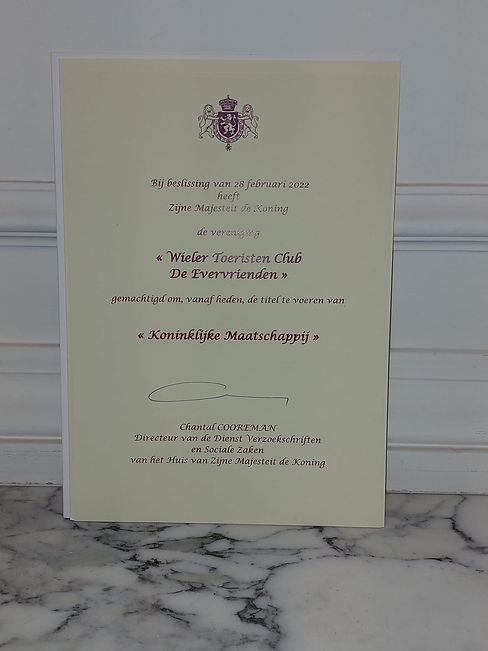 Bij beslissing van 28 februari 2022
heeft
Zijne Majesteit de Koning
de vereniging
« Wieler Toeristen Club
De Evervrienden »
gemachtigd om, vanaf heden, de titel te voeren van
« Koninklijke Maatschappij »
Chantal COOREMAN
Directeur van de Dienst Verzoekschriften
en Sociale Zaken
van het Huis van Zijne Majesteit de Koning